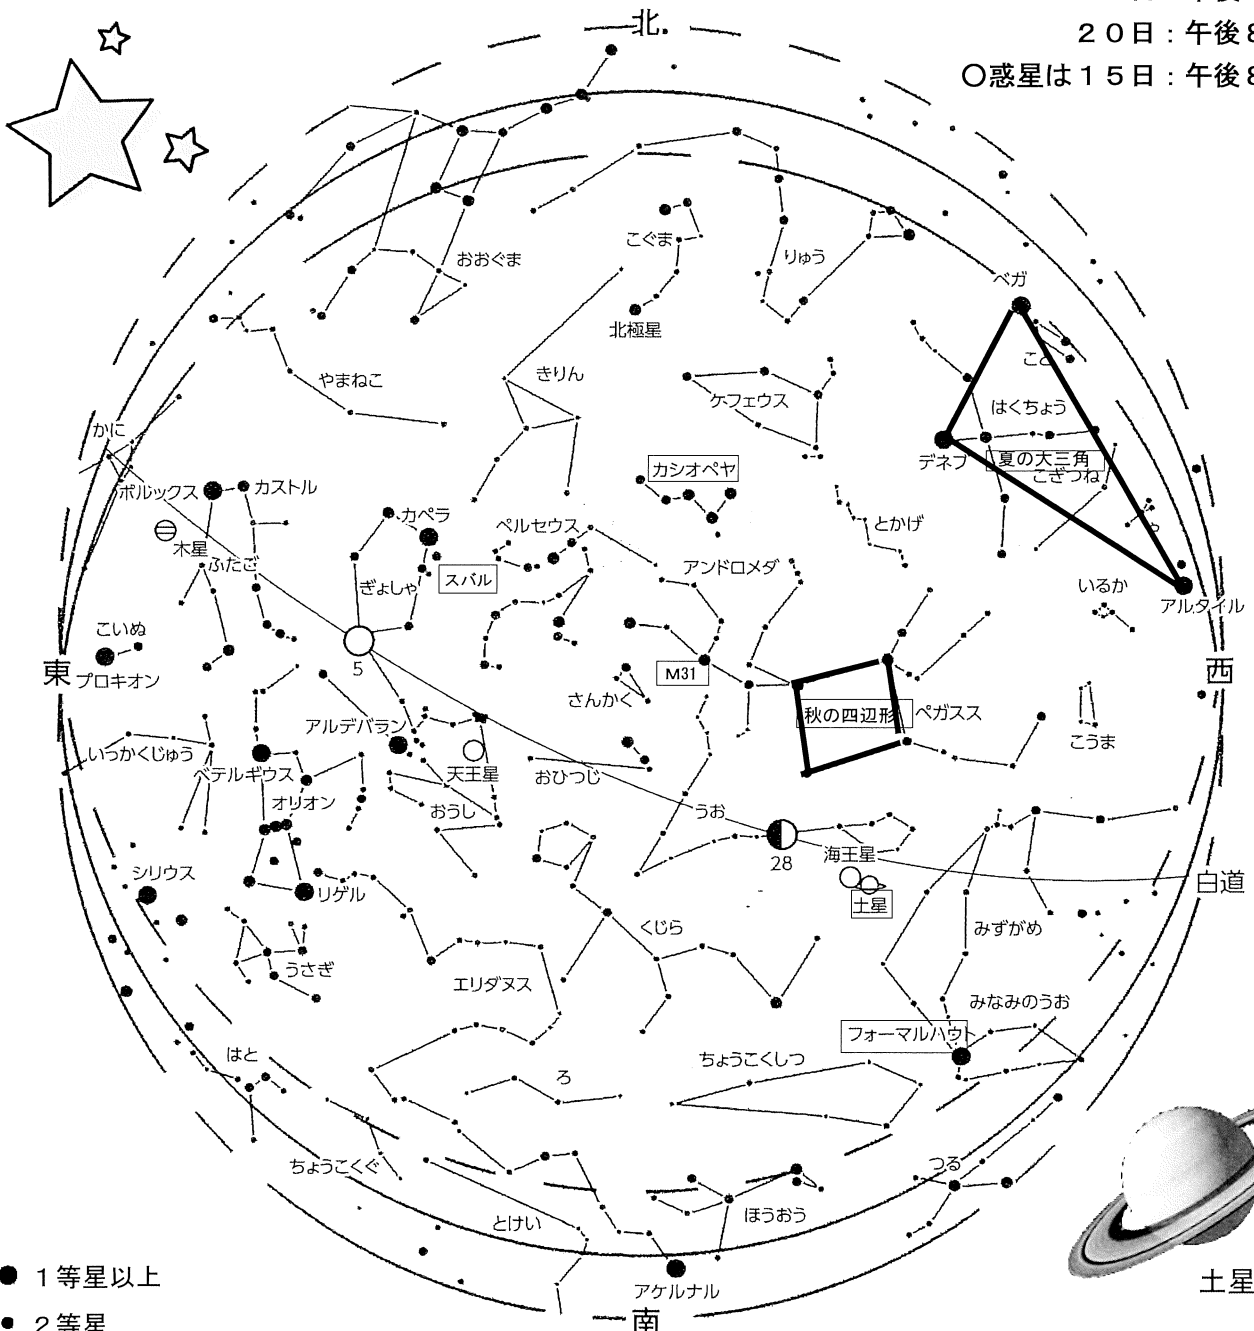 北
20日：午後8
○惑星は15日：午後8
おおぐま
こぐま
りゅう
ベガ
北極星
こと
やまねこ
きりん
ケフェウス
はくちょう
かに
カシオペヤ
デネブ
夏の大三角
こぎつね
ポルックス
カストル
カペラ
ペルセウス
とかげ
や
木星
ふたご
ぎょしゃ
スバル
アンドロメダ
いるか
アルタイル
こいぬ
プロキオン
5
東
M31
西
さんかく
秋の四辺形
ペガスス
アルデバラン
いっかくじゅう
ベテルギウス
天王星
おひつじ
こうま
オリオン
おうし
うお
28
海王星
シリウス
リゲル
土星
白道
くじら
みずがめ
うさぎ
エリダヌス
みなみのうお
フォーマルハウト
はと
ろ
ちょうこくしつ
ちょうこくぐ
つる
とけい
ほうおう
アケルナル
南
1等星以上
2等星
土星